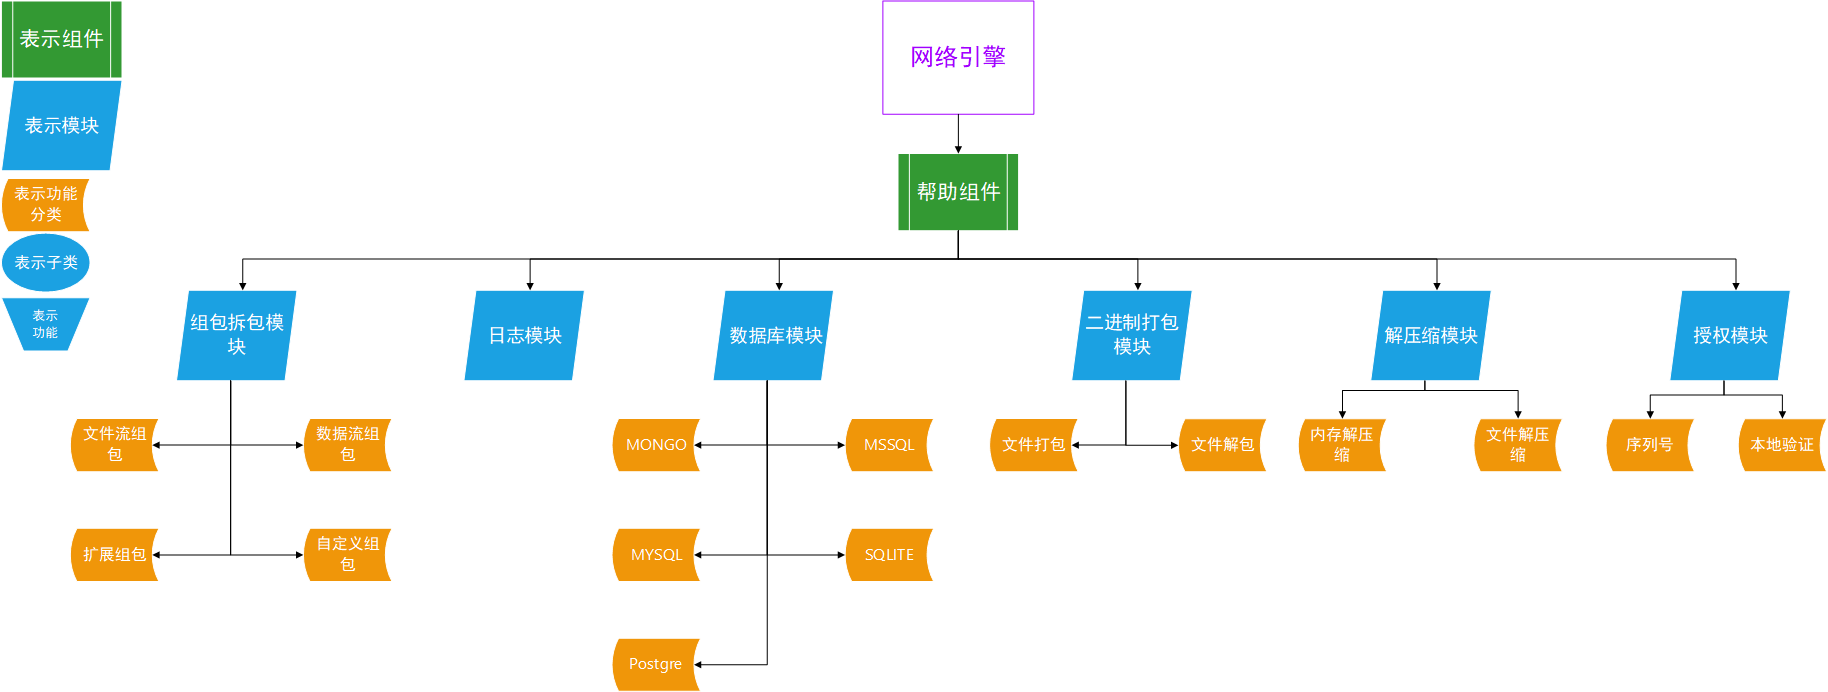 表示组件
表示模块
表示功能
分类
表示子类
表示
功能
网络引擎
帮助组件
组包拆包模
块
日志模块
数据库模块
二进制打包
模块
解压缩模块
授权模块
文件流组
包
数据流组
包
MONGO
MSSQL
文件打包
文件解包
内存解压
缩
文件解压
缩
序列号
本地验证
扩展组包
自定义组
包
MYSQL
SQLITE
Postgre